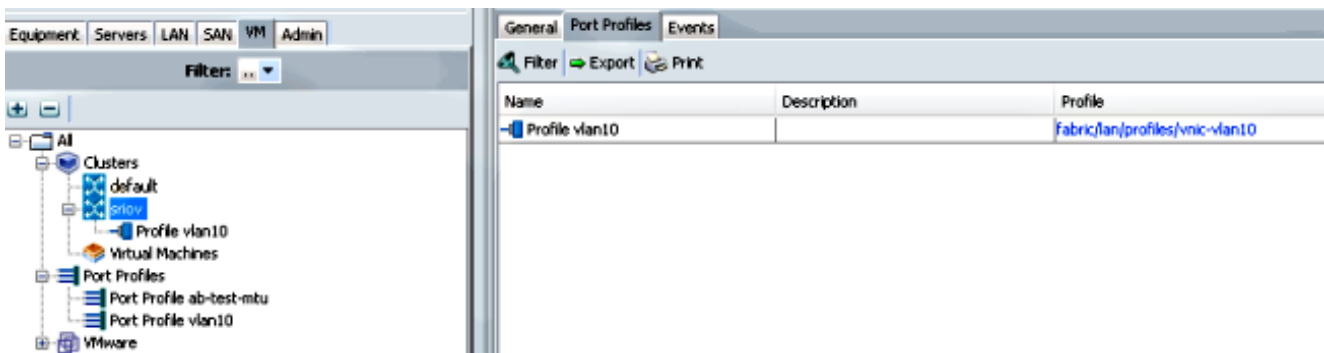 Equipment Servers LAN SAN VM Admin
Filter: ..
All
Clusters
default
sriov
Profile vlan10
Virtual Machines
Port Profiles
Port Profile ab-test-mtu
Port Profile vlan10
VMware
General Port Profiles Events
Filter Export Print
Name Description Profile
Profile vlan10 fabric/lan/profiles/vnic-vlan10